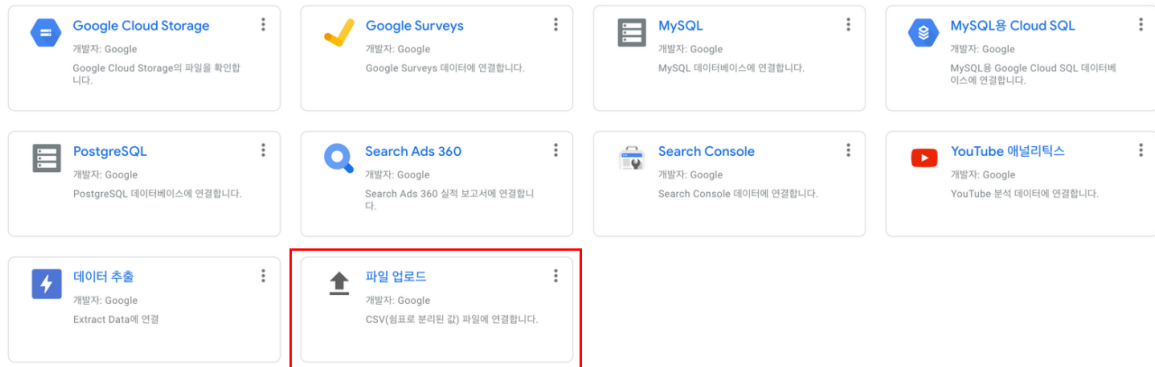 Google Cloud Storage
개발자: Google
Google Cloud Storage의 파일을 확인합
니다.
Google Surveys
개발자: Google
Google Surveys 데이터에 연결합니다.
MySQL
개발자: Google
MySQL 데이터베이스에 연결합니다.
MySQL용 Cloud SQL
개발자: Google
MySQL용 Google Cloud SQL 데이터베
이스에 연결합니다.
PostgreSQL
개발자: Google
PostgreSQL 데이터베이스에 연결합니다.
Search Ads 360
개발자: Google
Search Ads 360 실적 보고서에 연결합니
다.
Search Console
개발자: Google
Search Console 데이터에 연결합니다.
YouTube 애널리틱스
개발자: Google
YouTube 분석 데이터에 연결합니다.
데이터 추출
개발자: Google
Extract Data에 연결
파일 업로드
개발자: Google
CSV(쉼표로 분리된 값) 파일에 연결합니다.